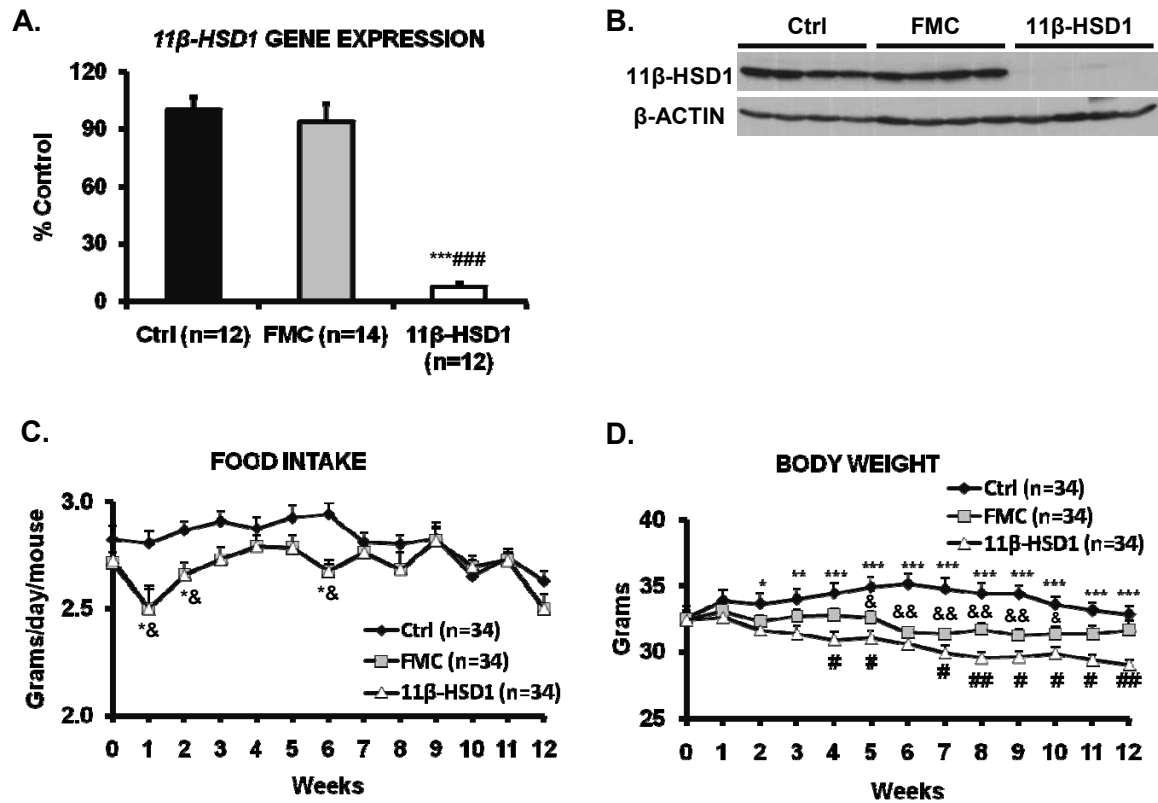 A.
11β-HSD1 GENE EXPRESSION
120
90
60
30
0
% Control
***###
Ctrl (n=12)
FMC (n=14)
11β-HSD1
(n=12)
B.
Ctrl
FMC
11β-HSD1
11β-HSD1
β-ACTIN
C.
FOOD INTAKE
3.0
2.5
2.0
Grams/day/mouse
*&
*&
*&
Ctrl (n=34)
FMC (n=34)
11β-HSD1 (n=34)
0 1 2 3 4 5 6 7 8 9 10 11 12
Weeks
D.
BODY WEIGHT
Ctrl (n=34)
FMC (n=34)
11β-HSD1 (n=34)
40
35
30
25
Grams
* ** *** *** *** *** *** *** *** *** ***
& && && && && &
# # # ## # # # ##
0 1 2 3 4 5 6 7 8 9 10 11 12
Weeks